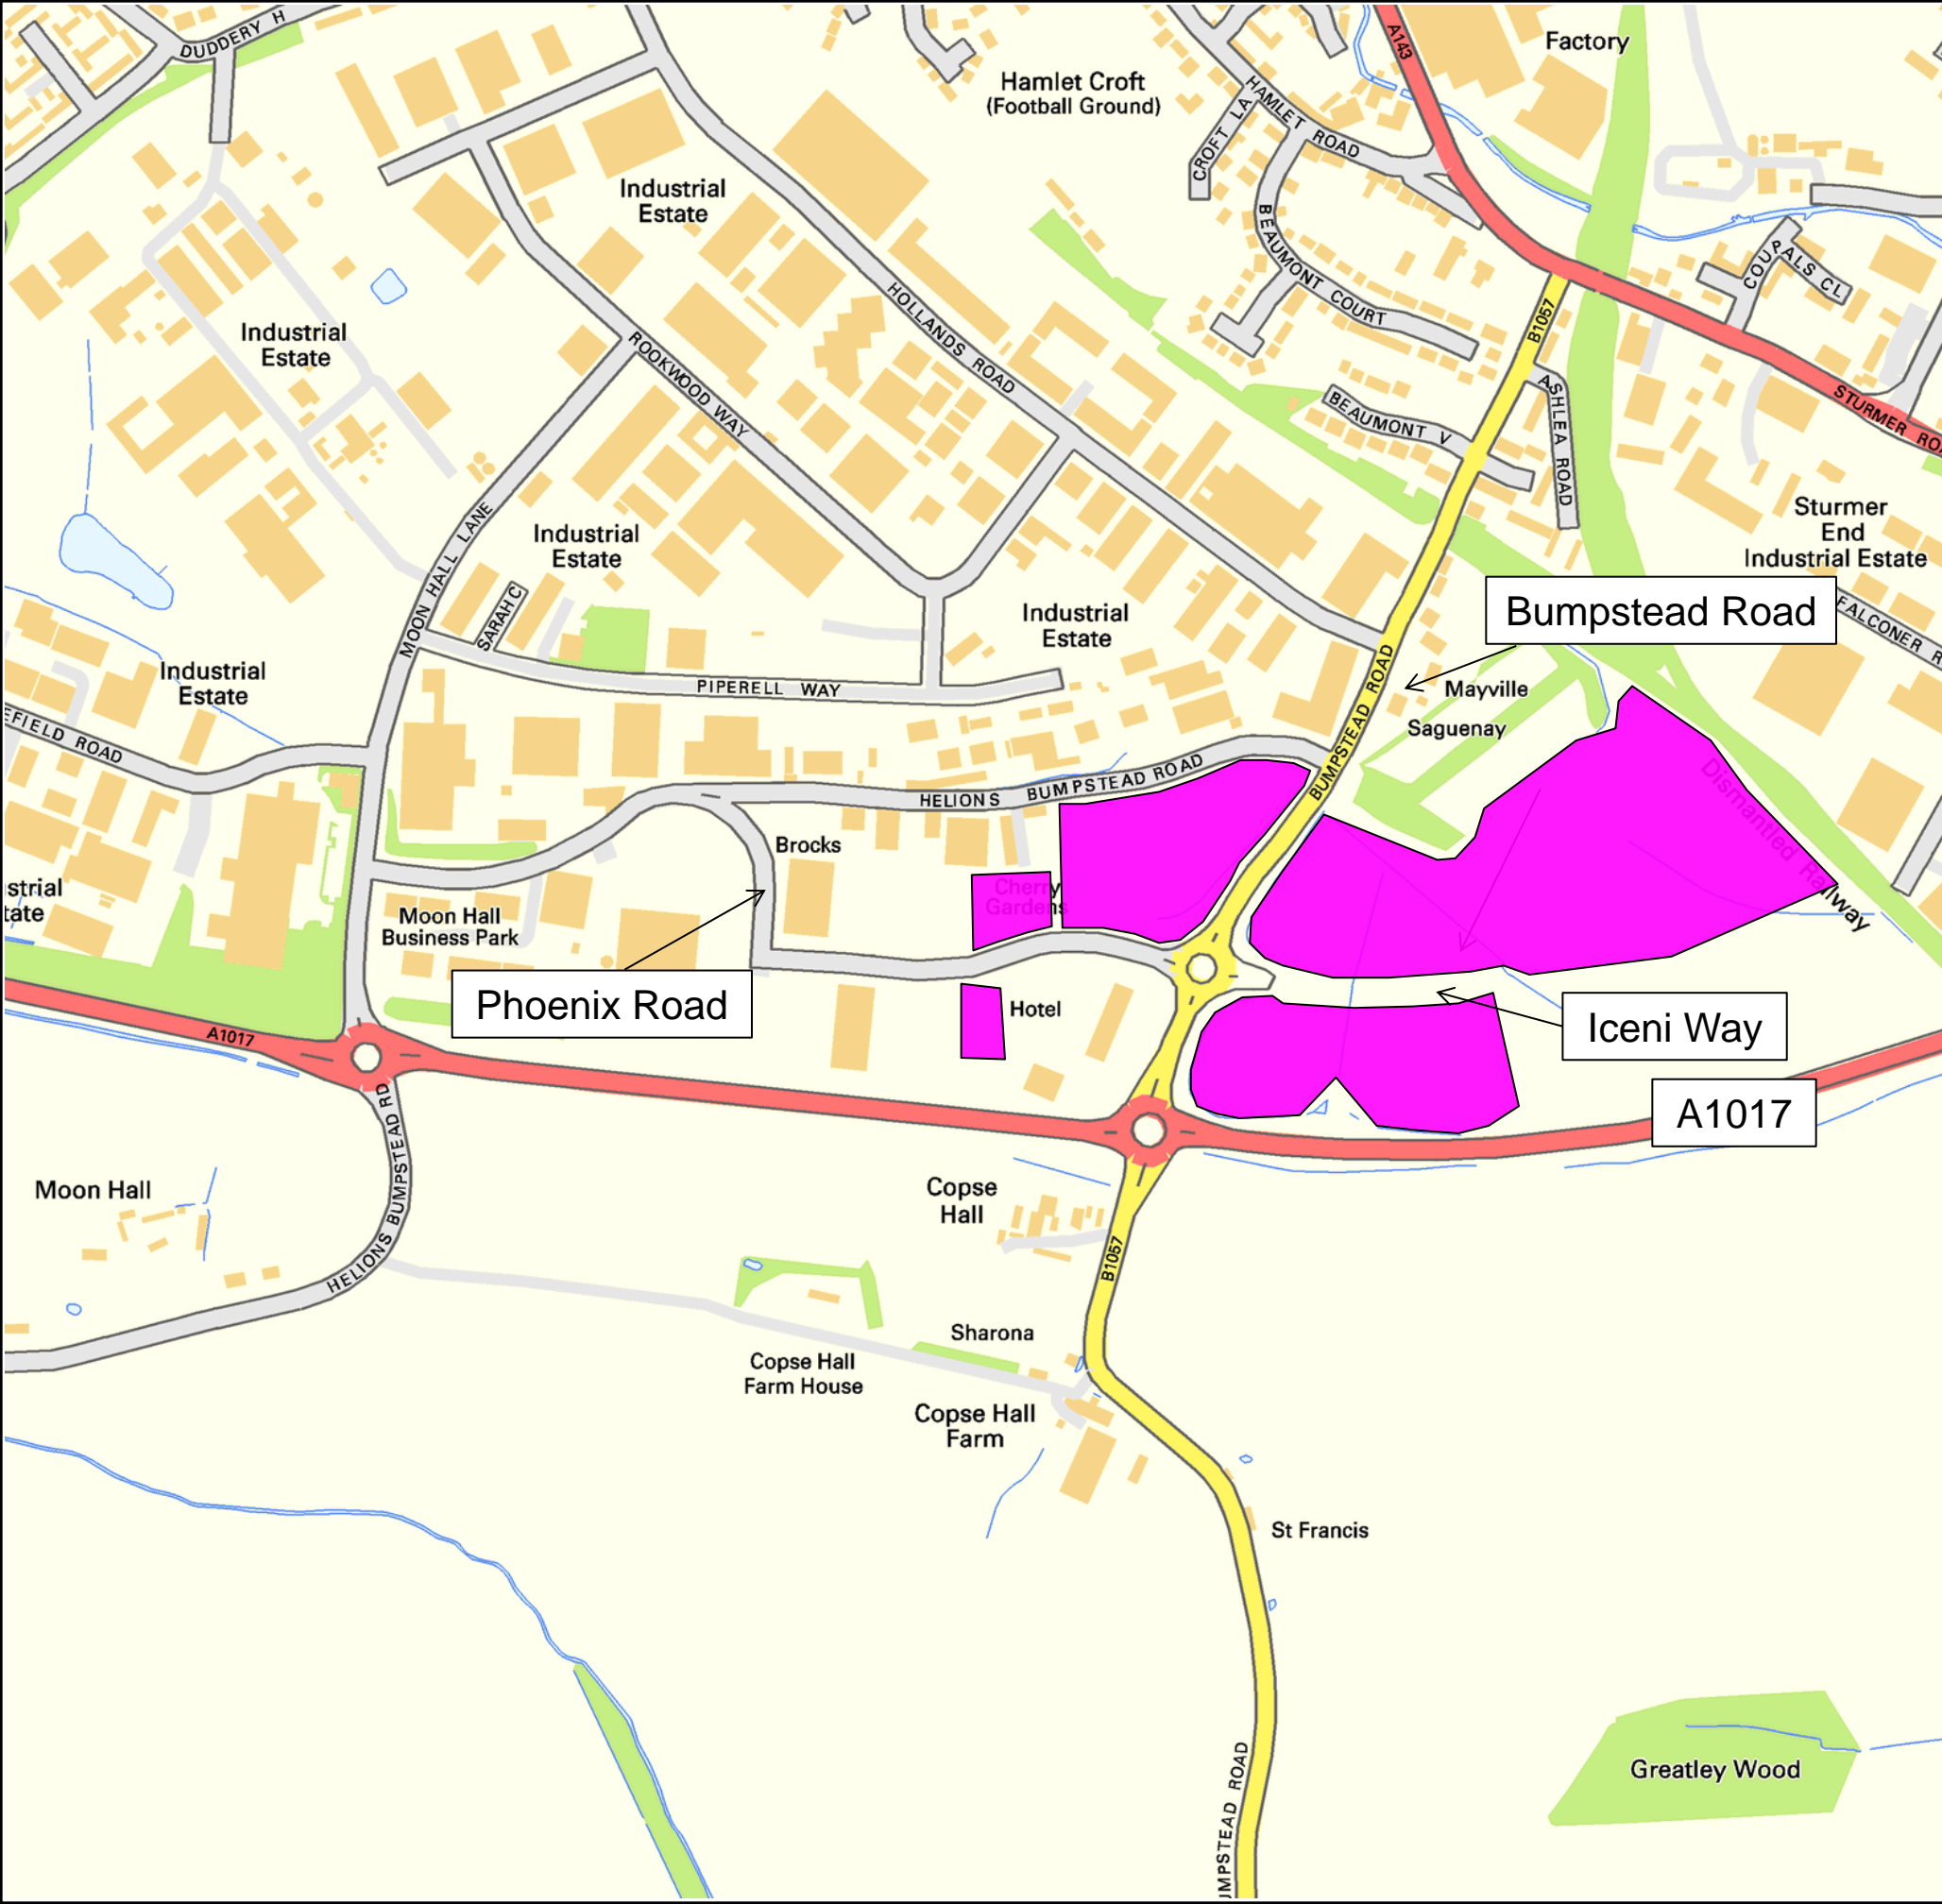 DUDDERY H
A143
Factory
Hamlet Croft
(Football Ground)
HAMLET ROAD
CROFT LA
Industrial
Estate
BEAUMONT COURT
COUPALS CL
B1057
Industrial
Estate
HOLLANDS ROAD
ROOKWOOD WAY
ASHLEA ROAD
BEAUMONT V
STURMER RO
Sturmer
End
Industrial Estate
MOON HALL LANE
Industrial
Estate
SARAH C
Industrial
Estate
Bumpstead Road
FALCONER R
Industrial
Estate
PIPERELL WAY
BUMPSTEAD ROAD
Mayville
Saguenay
EFIELD ROAD
HELIONS BUMPSTEAD ROAD
Dismantled Railway
Brocks
strial
tate
Cherry
Gardens
Moon Hall
Business Park
Phoenix Road
Hotel
Iceni Way
A1017
A1017
HELIONS BUMPSTEAD RD
Moon Hall
Copse
Hall
B1057
Sharona
Copse Hall
Farm House
Copse Hall
Farm
St Francis
UMPSTEAD ROAD
Greatley Wood